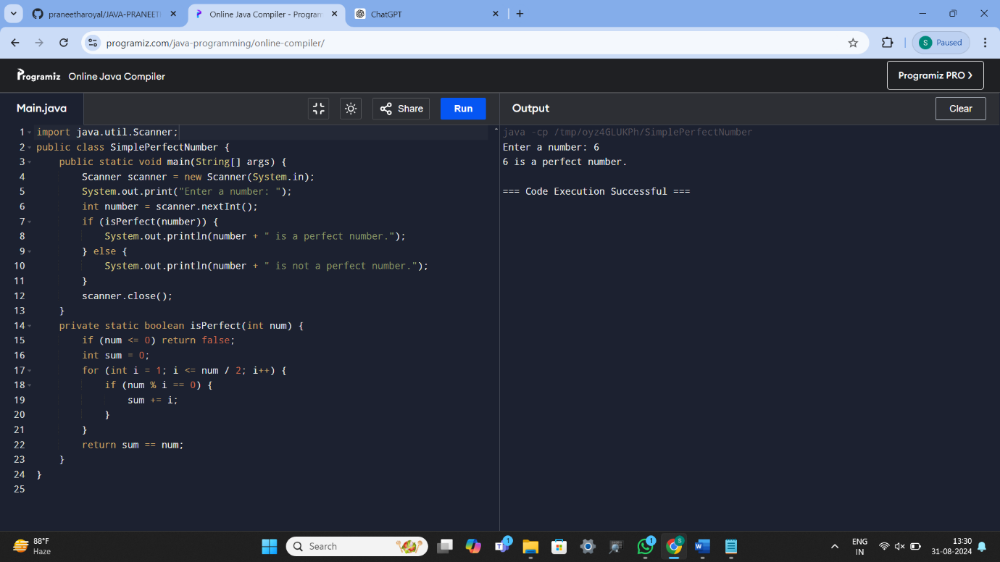 praneetharoyal/JAVA-PRANEET
Online Java Compiler - Program
ChatGPT
programiz.com/java-programming/online-compiler/
S
Paused
Programiz Online Java Compiler
Programiz PRO
Main.java
Share
Run
Output
Clear
1 import java.util.Scanner;
2 public class SimplePerfectNumber {
3     public static void main(String[] args) {
4         Scanner scanner = new Scanner(System.in);
5         System.out.print("Enter a number: ");
6         int number = scanner.nextInt();
7         if (isPerfect(number)) {
8             System.out.println(number + " is a perfect number.");
9         } else {
10             System.out.println(number + " is not a perfect number.");
11         }
12         scanner.close();
13     }
14     private static boolean isPerfect(int num) {
15         if (num <= 0) return false;
16         int sum = 0;
17         for (int i = 1; i <= num / 2; i++) {
18             if (num % i == 0) {
19                 sum += i;
20             }
21         }
22         return sum == num;
23     }
24 }
25
java -cp /tmp/oyz4GLUKPh/SimplePerfectNumber
Enter a number: 6
6 is a perfect number.
=== Code Execution Successful ===
88°F
Haze
Search
1
1
S
ENG
IN
13:30
31-08-2024